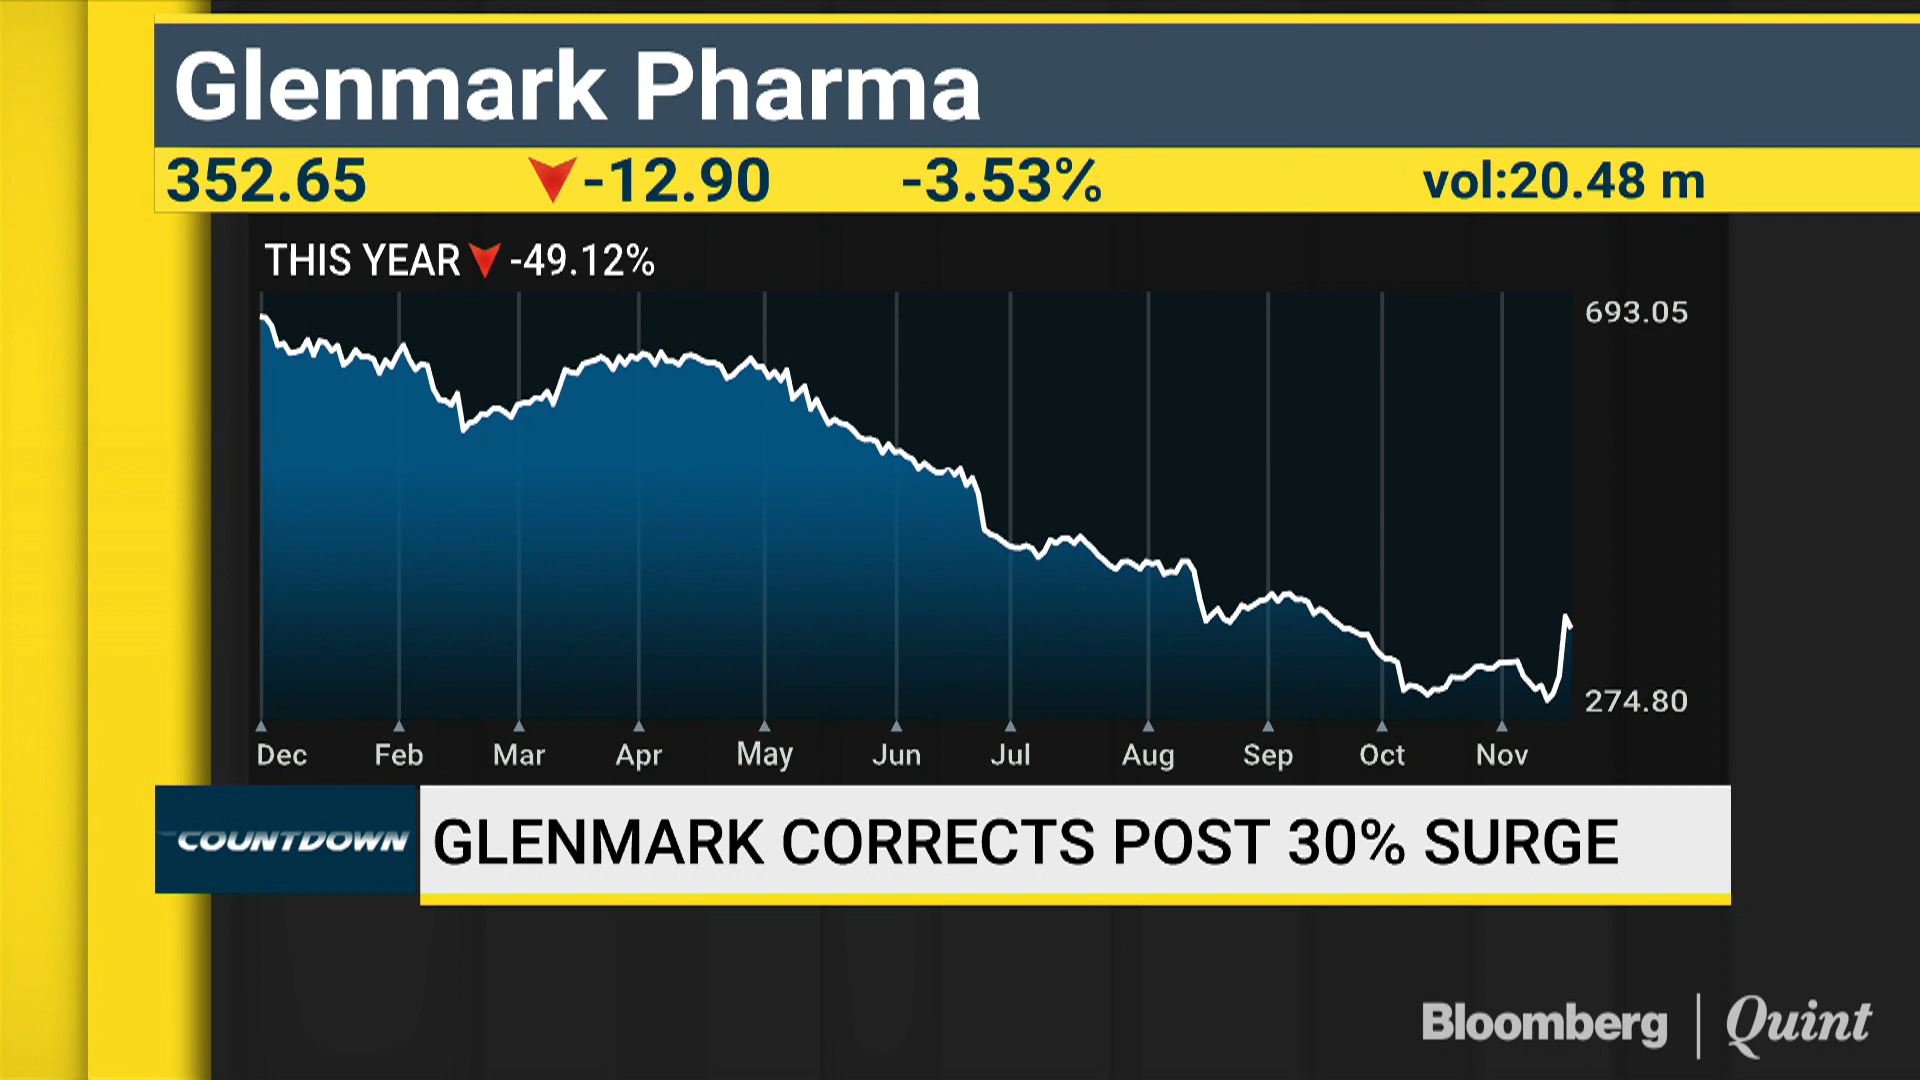 Glenmark Pharma
352.65 -12.90 -3.53% vol:20.48 m
THIS YEAR -49.12%
693.05
274.80
Dec Feb Mar Apr May Jun Jul Aug Sep Oct Nov
COUNTDOWN
GLENMARK CORRECTS POST 30% SURGE
Bloomberg | Quint